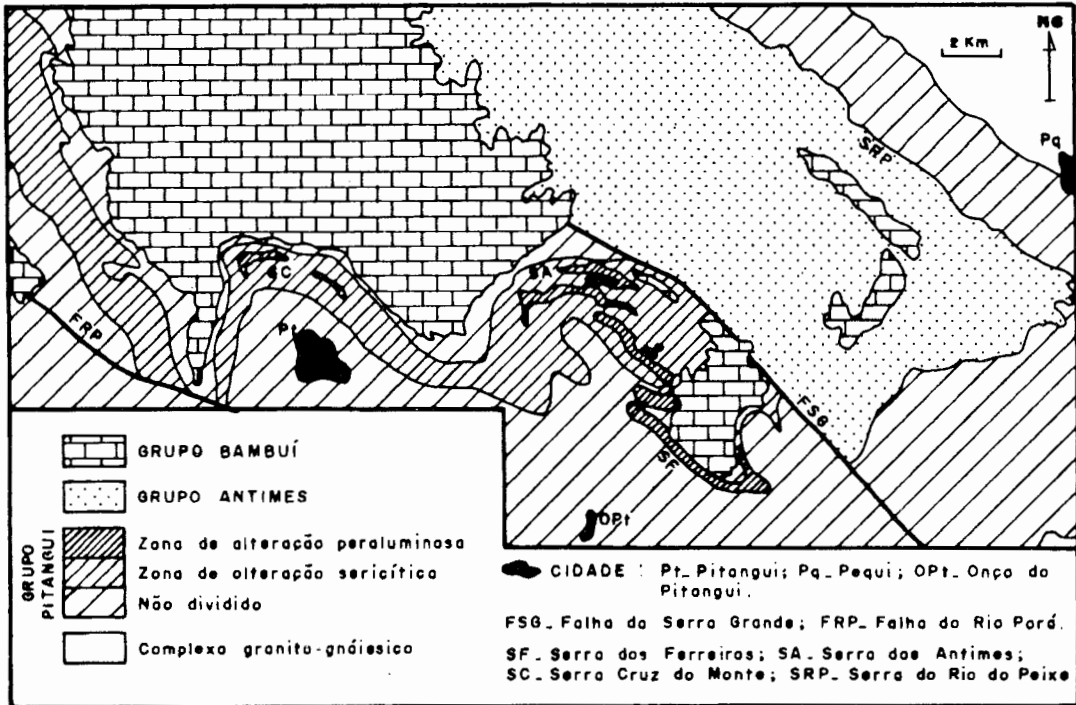 NG
2 Km
Pq
SRP
SC
SA
FRP
Pt
FSG
SF
OPt
GRUPO BAMBUÍ
GRUPO ANTIMES
GRUPO PITANGUI
Zona de alteração peraluminosa
Zona de alteração sericítica
Não dividido
Complexo granito-gnáissico
CIDADE : Pt_ Pitangui; Pq_ Pequi; OPt_ Onça do
Pitangui.
FSG_ Falha da Serra Grande; FRP_ Falha do Rio Pará.
SF_ Serra dos Ferreiras; SA_ Serra dos Antimes;
SC_ Serra Cruz do Monte; SRP_ Serra do Rio do Peixe